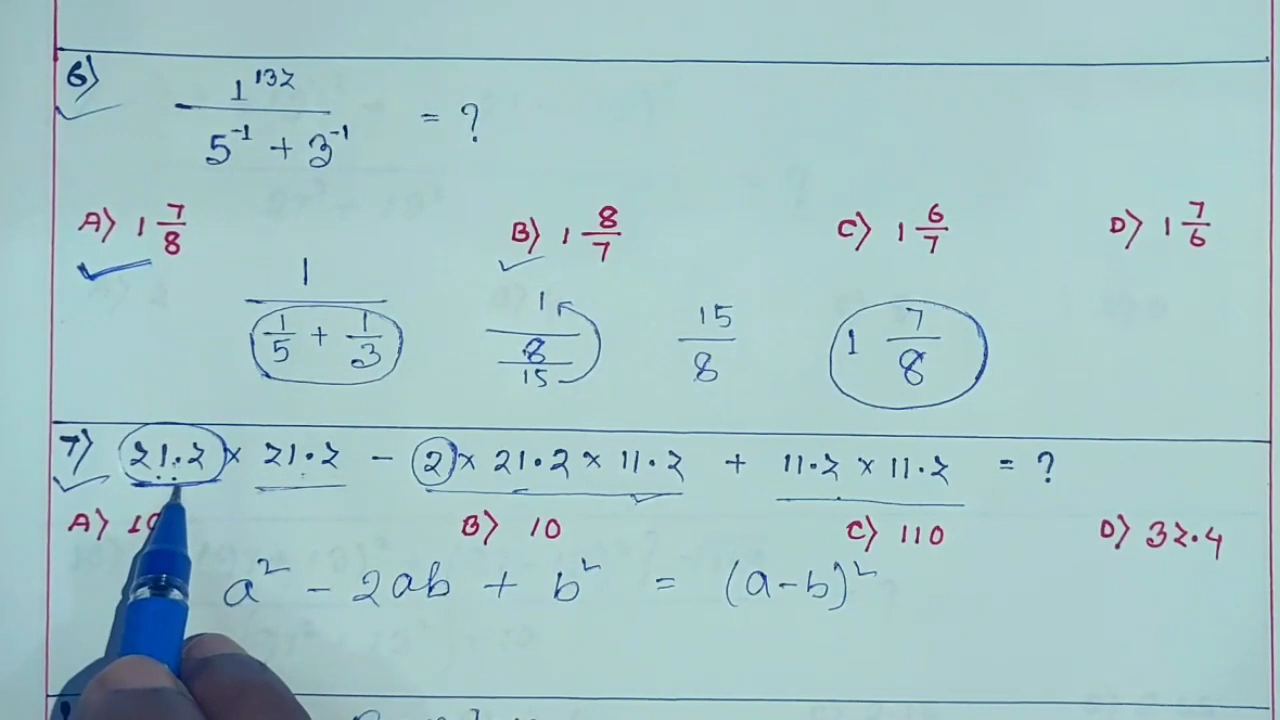 6) 1^132 / (5^-1 + 3^-1) = ?
A) 1 7/8 B) 1 8/7 C) 1 6/7 D) 1 7/6
1 / (1/5 + 1/3) 1 / (8/15) 15/8 1 7/8
7) 21.2 × 21.2 - 2 × 21.2 × 11.2 + 11.2 × 11.2 = ?
A) B) 10 C) 110 D) 32.4
a² - 2ab + b² = (a-b)²